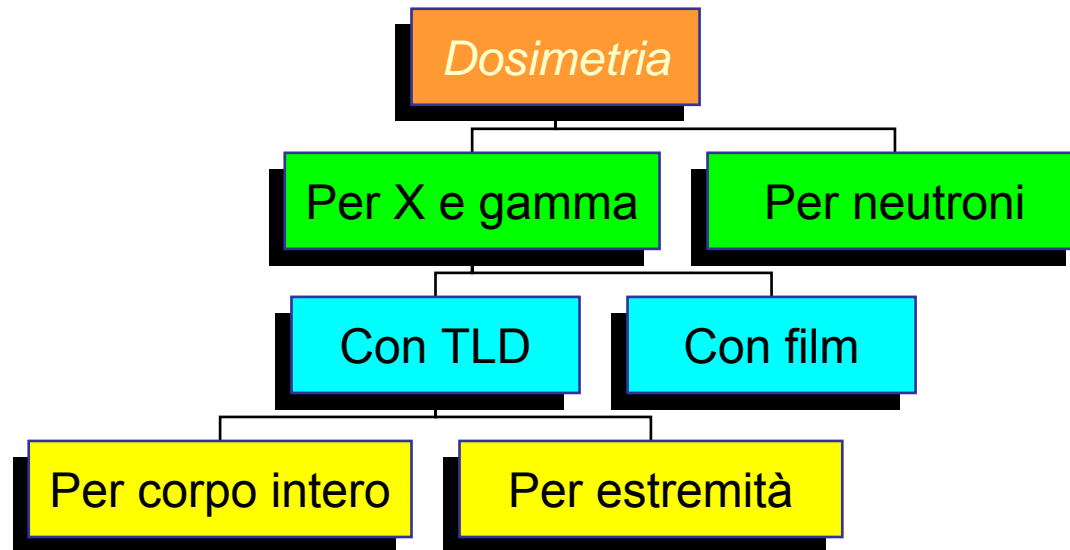 Dosimetria
Per X e gamma
Per neutroni
Con TLD
Con film
Per corpo intero
Per estremità